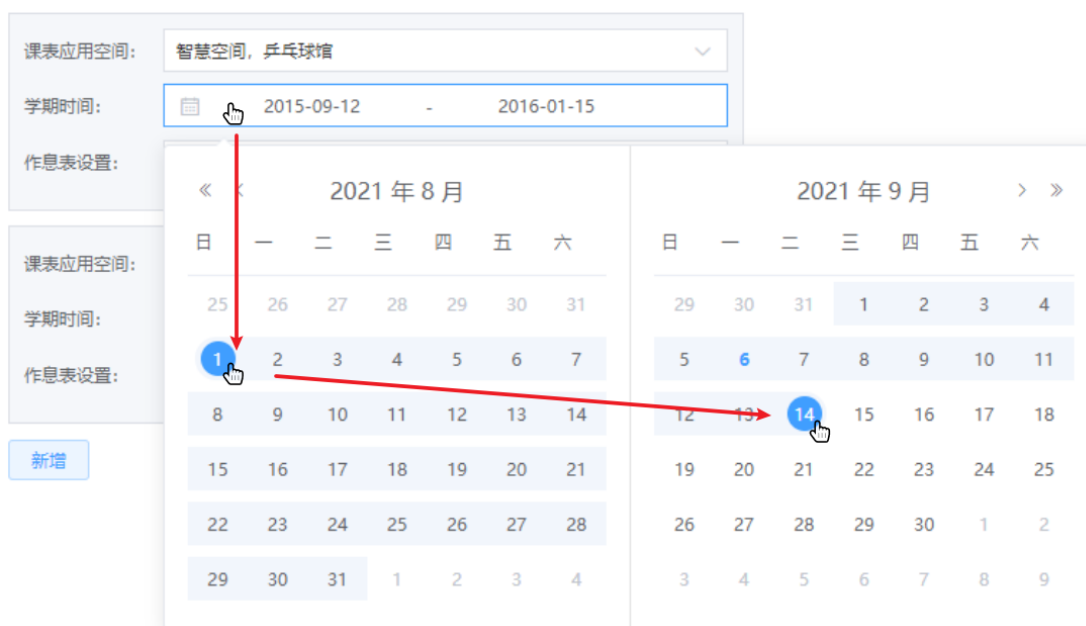 课表应用空间: 智慧空间, 乒乓球馆
学期时间: 2015-09-12 - 2016-01-15
作息表设置:
« < 2021 年 8 月
日 一 二 三 四 五 六
25 26 27 28 29 30 31
1 2 3 4 5 6 7
8 9 10 11 12 13 14
15 16 17 18 19 20 21
22 23 24 25 26 27 28
29 30 31 1 2 3 4
2021 年 9 月 > »
日 一 二 三 四 五 六
29 30 31 1 2 3 4
5 6 7 8 9 10 11
12 13 14 15 16 17 18
19 20 21 22 23 24 25
26 27 28 29 30 1 2
3 4 5 6 7 8 9
课表应用空间:
学期时间:
作息表设置:
新增